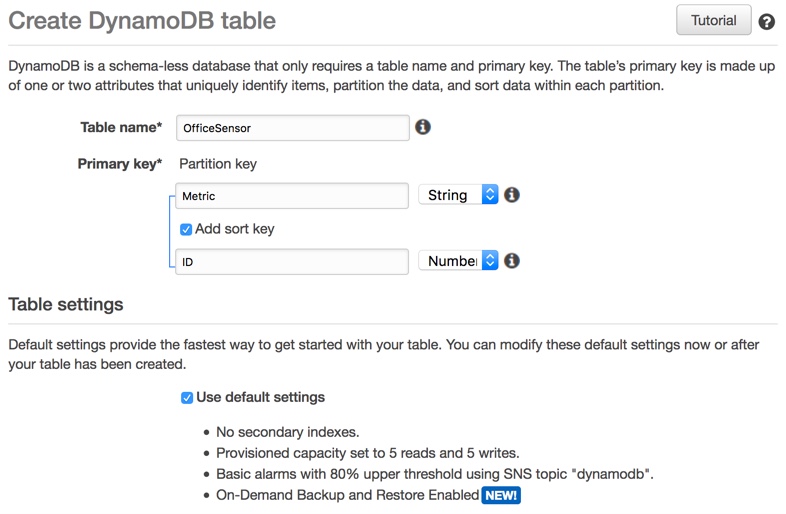 Create DynamoDB table
Tutorial
?
DynamoDB is a schema-less database that only requires a table name and primary key. The table's primary key is made up
of one or two attributes that uniquely identify items, partition the data, and sort data within each partition.
Table name* OfficeSensor i
Primary key* Partition key
Metric String i
Add sort key
ID Number i
Table settings
Default settings provide the fastest way to get started with your table. You can modify these default settings now or after
your table has been created.
Use default settings
• No secondary indexes.
• Provisioned capacity set to 5 reads and 5 writes.
• Basic alarms with 80% upper threshold using SNS topic "dynamodb".
• On-Demand Backup and Restore Enabled NEW!